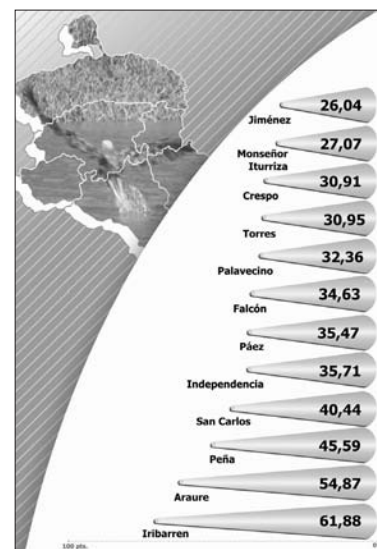 26,04
Jiménez
27,07
Monseñor
Iturriza
30,91
Crespo
30,95
Torres
32,36
Palavecino
34,63
Falcón
35,47
Páez
35,71
Independencia
40,44
San Carlos
45,59
Peña
54,87
Araure
61,88
Iribarren
100 pts.
0